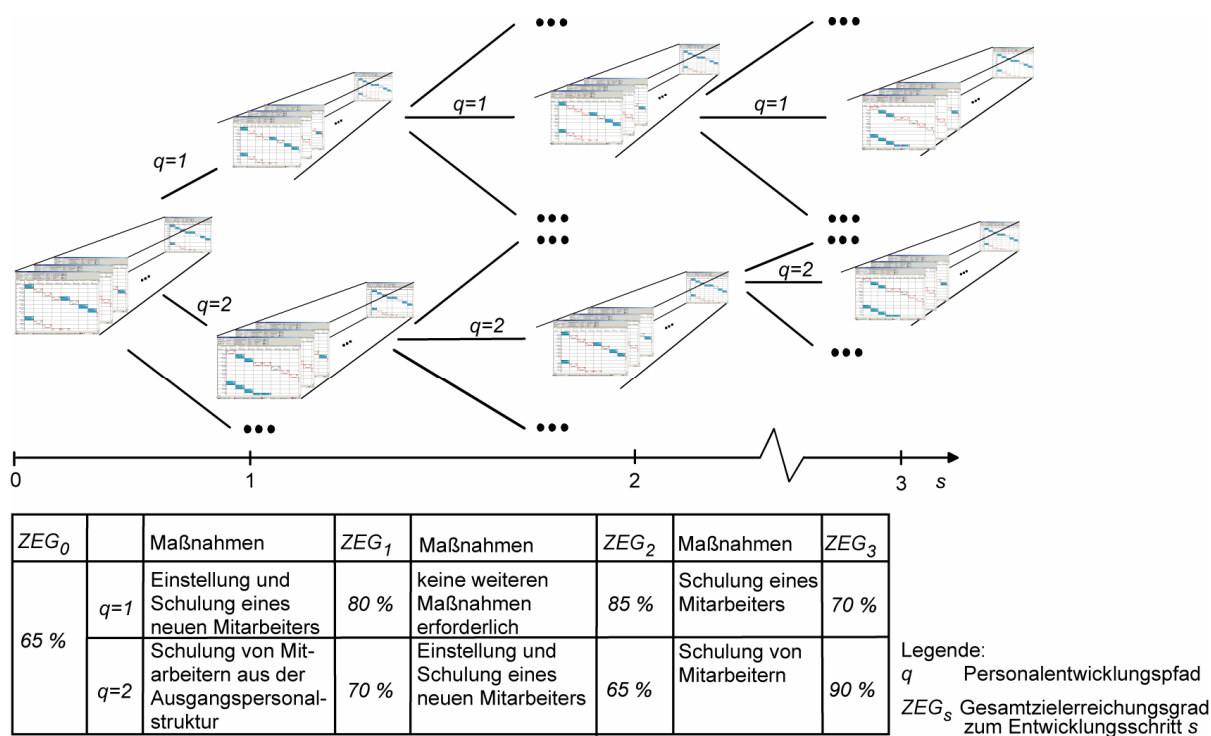 q=1
q=1
q=1
q=2
q=2
q=2
0
1
2
3
s
ZEG0 Maßnahmen ZEG1 Maßnahmen ZEG2 Maßnahmen ZEG3
65 %
q=1
Einstellung und
Schulung eines
neuen Mitarbeiters
80 %
keine weiteren
Maßnahmen
erforderlich
85 %
Schulung eines
Mitarbeiters
70 %
q=2
Schulung von Mit-
arbeitern aus der
Ausgangspersonal-
struktur
70 %
Einstellung und
Schulung eines
neuen Mitarbeiters
65 %
Schulung von
Mitarbeitern
90 %
Legende:
q Personalentwicklungspfad
ZEGs Gesamtzielerreichungsgrad
zum Entwicklungsschritt s